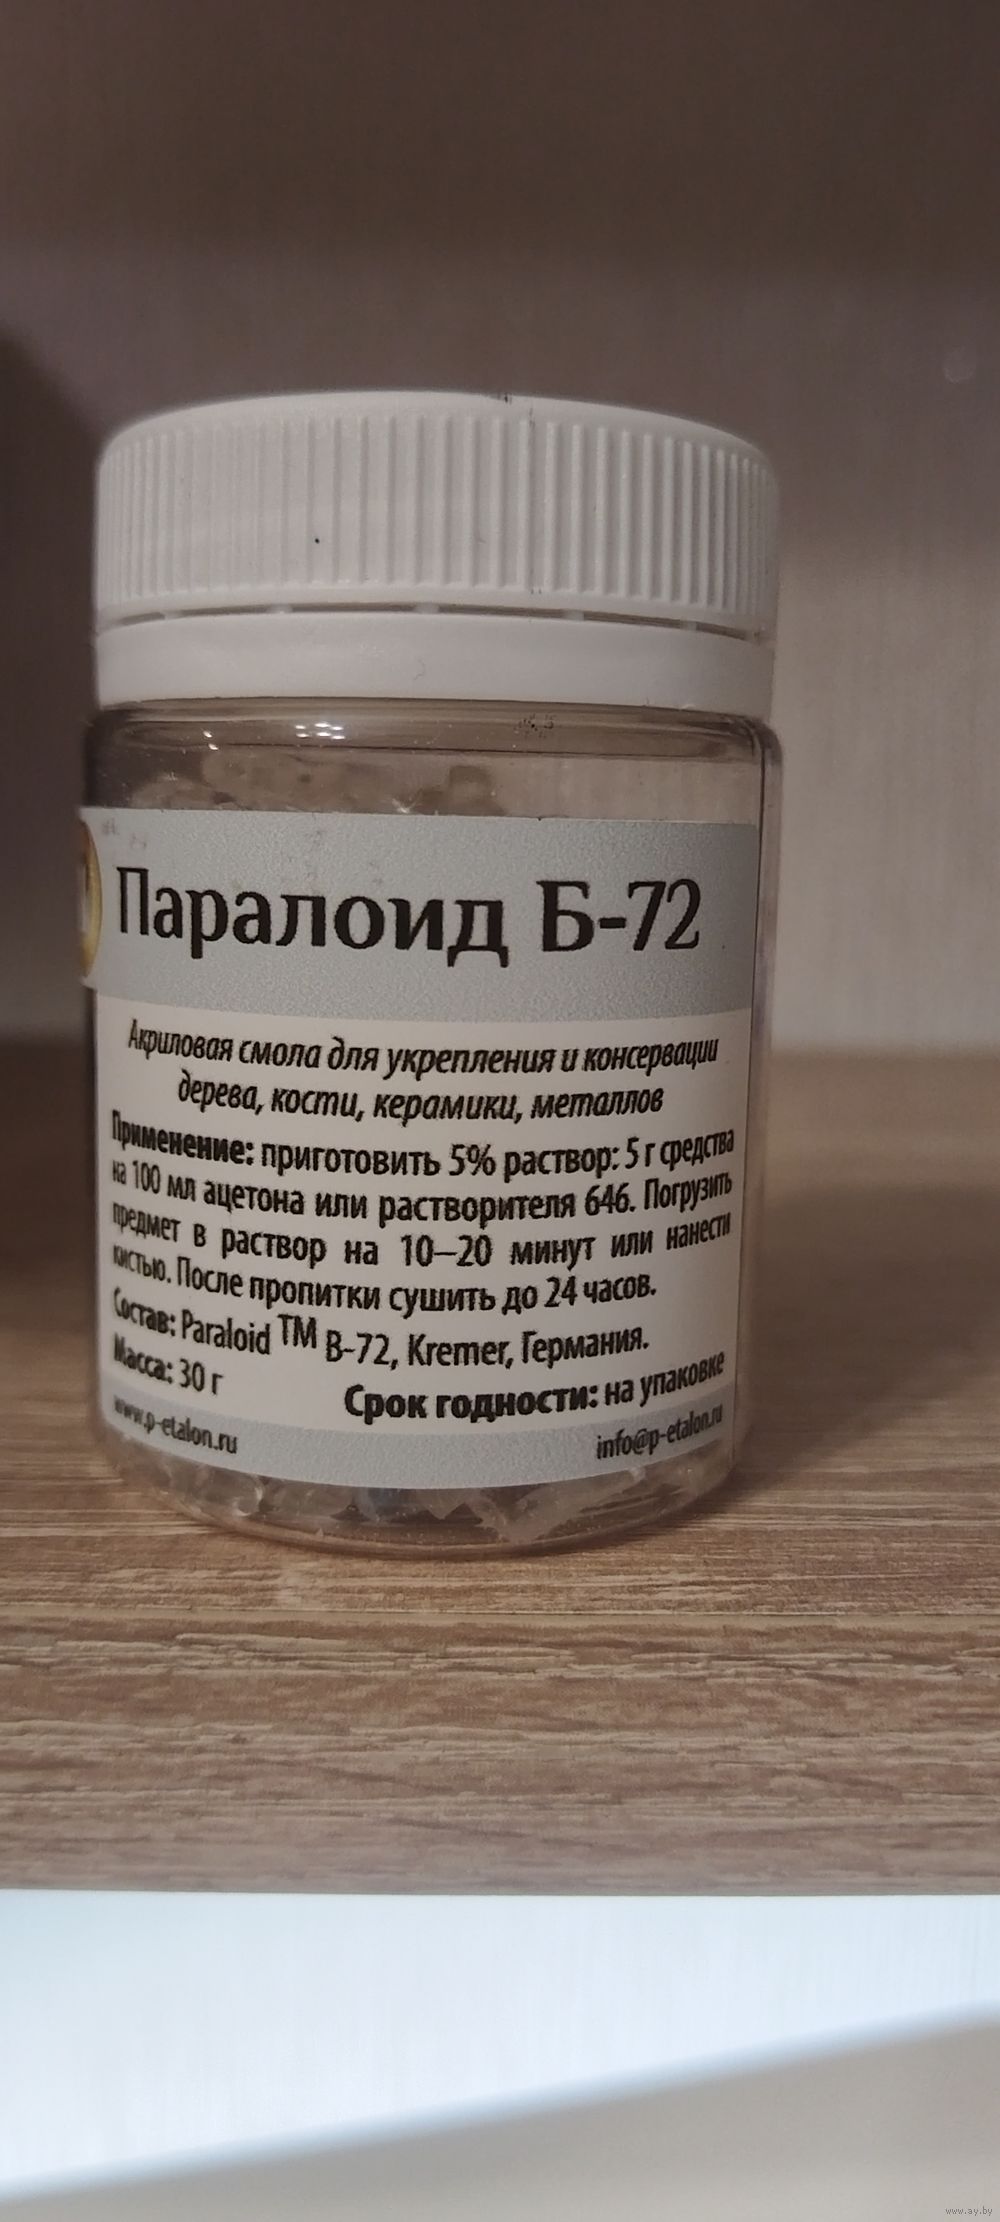 Паралоид Б-72
Акриловая смола для укрепления и консервации
дерева, кости, керамики, металлов
Применение: приготовить 5% раствор: 5 г средства
на 100 мл ацетона или растворителя 646. Погрузить
предмет в раствор на 10–20 минут или нанести
кистью. После пропитки сушить до 24 часов.
Состав: Paraloid TM B-72, Kremer, Германия.
Масса: 30 г
Срок годности: на упаковке
www.p-etalon.ru
info@p-etalon.ru
www.ay.by